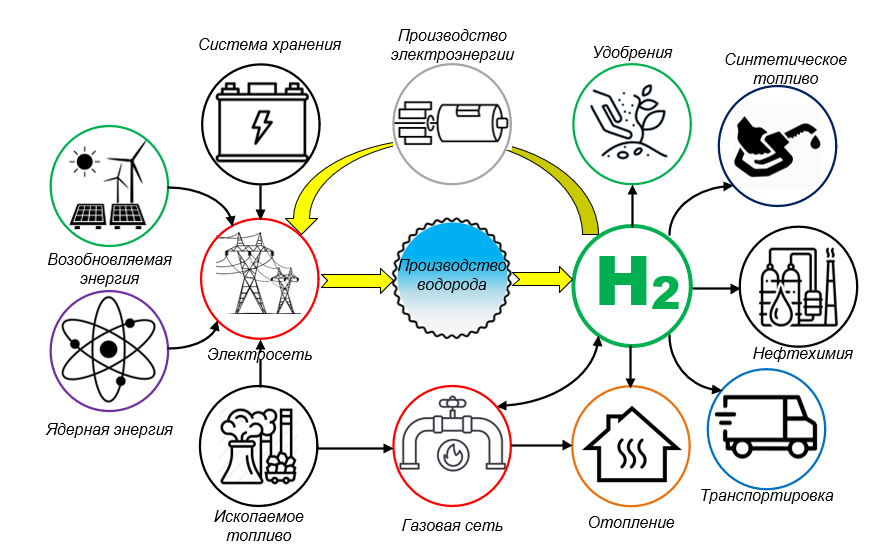 Система хранения
Производство
электроэнергии
Удобрения
Синтетическое
топливо
Возобновляемая
энергия
Производство
водорода
H2
Электросеть
Нефтехимия
Ядерная энергия
Ископаемое
топливо
Газовая сеть
Отопление
Транспортировка